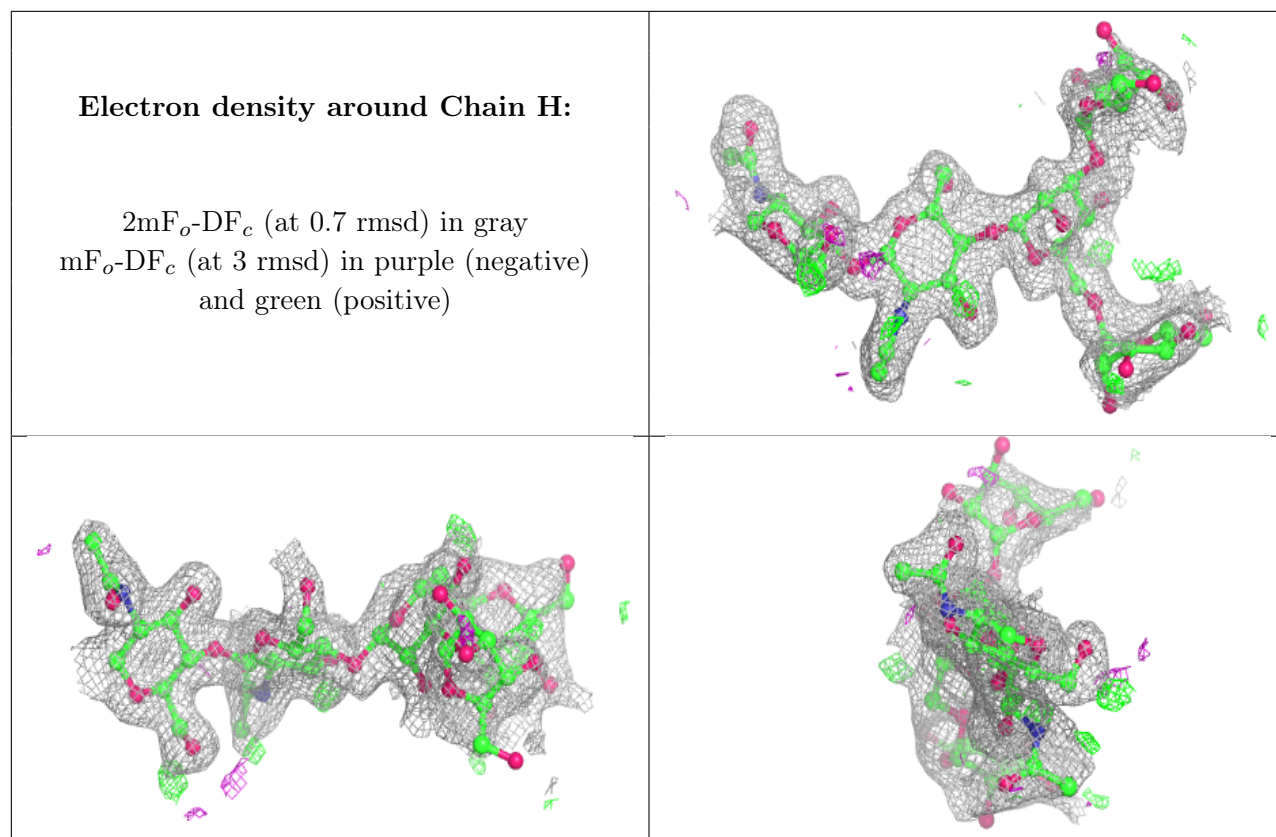 Electron density around Chain H:
2mFₒ-DF𝒸 (at 0.7 rmsd) in gray
mFₒ-DF𝒸 (at 3 rmsd) in purple (negative)
and green (positive)